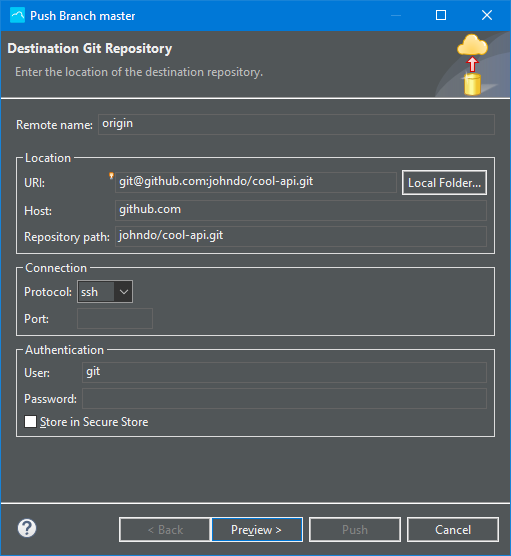 Push Branch master
Destination Git Repository
Enter the location of the destination repository.
Remote name: origin
Location
URI: git@github.com:johndo/cool-api.git Local Folder...
Host: github.com
Repository path: johndo/cool-api.git
Connection
Protocol: ssh
Port:
Authentication
User: git
Password:
Store in Secure Store
< Back Preview > Push Cancel